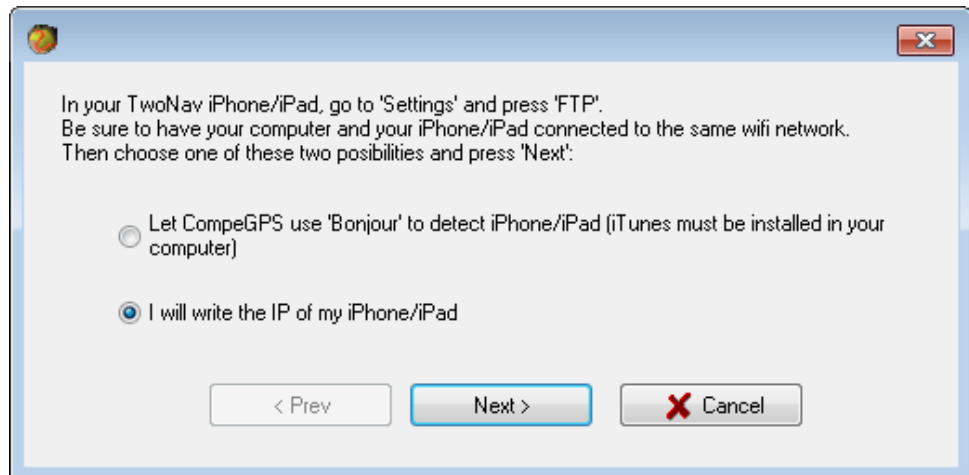 In your TwoNav iPhone/iPad, go to 'Settings' and press 'FTP'.
Be sure to have your computer and your iPhone/iPad connected to the same wifi network.
Then choose one of these two posibilities and press 'Next':
Let CompeGPS use 'Bonjour' to detect iPhone/iPad (iTunes must be installed in your
computer)
I will write the IP of my iPhone/iPad
< Prev
Next >
Cancel